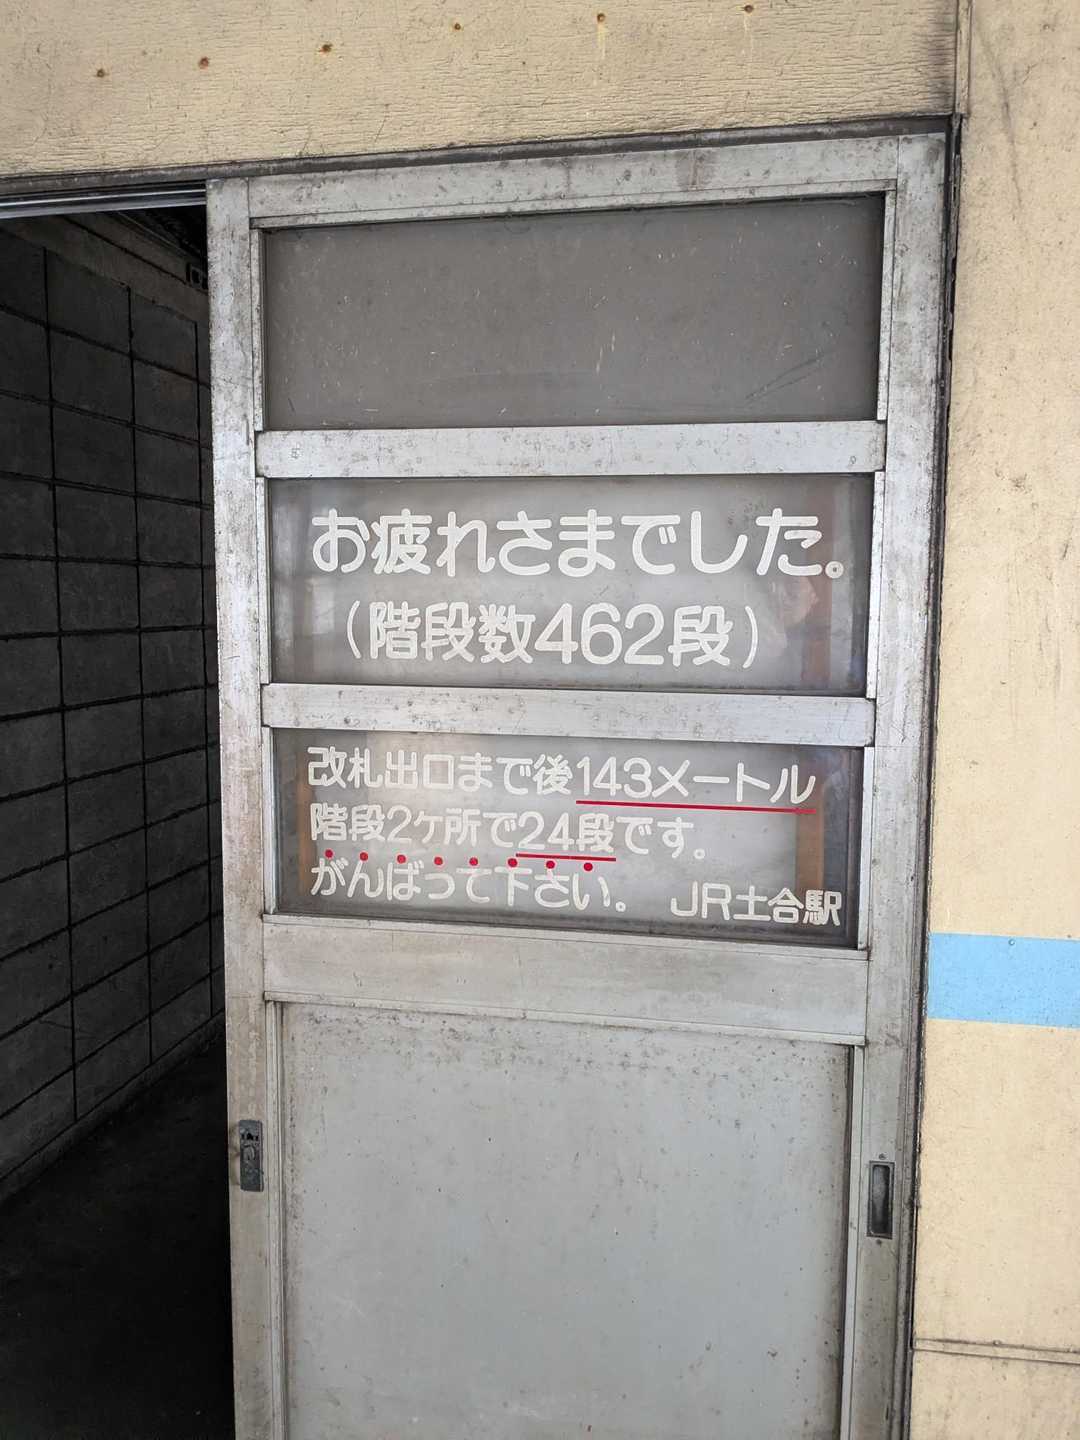 お疲れさまでした。
(階段数462段)
改札出口まで後143メートル
階段2ヶ所で24段です。
がんばって下さい。 JR土合駅